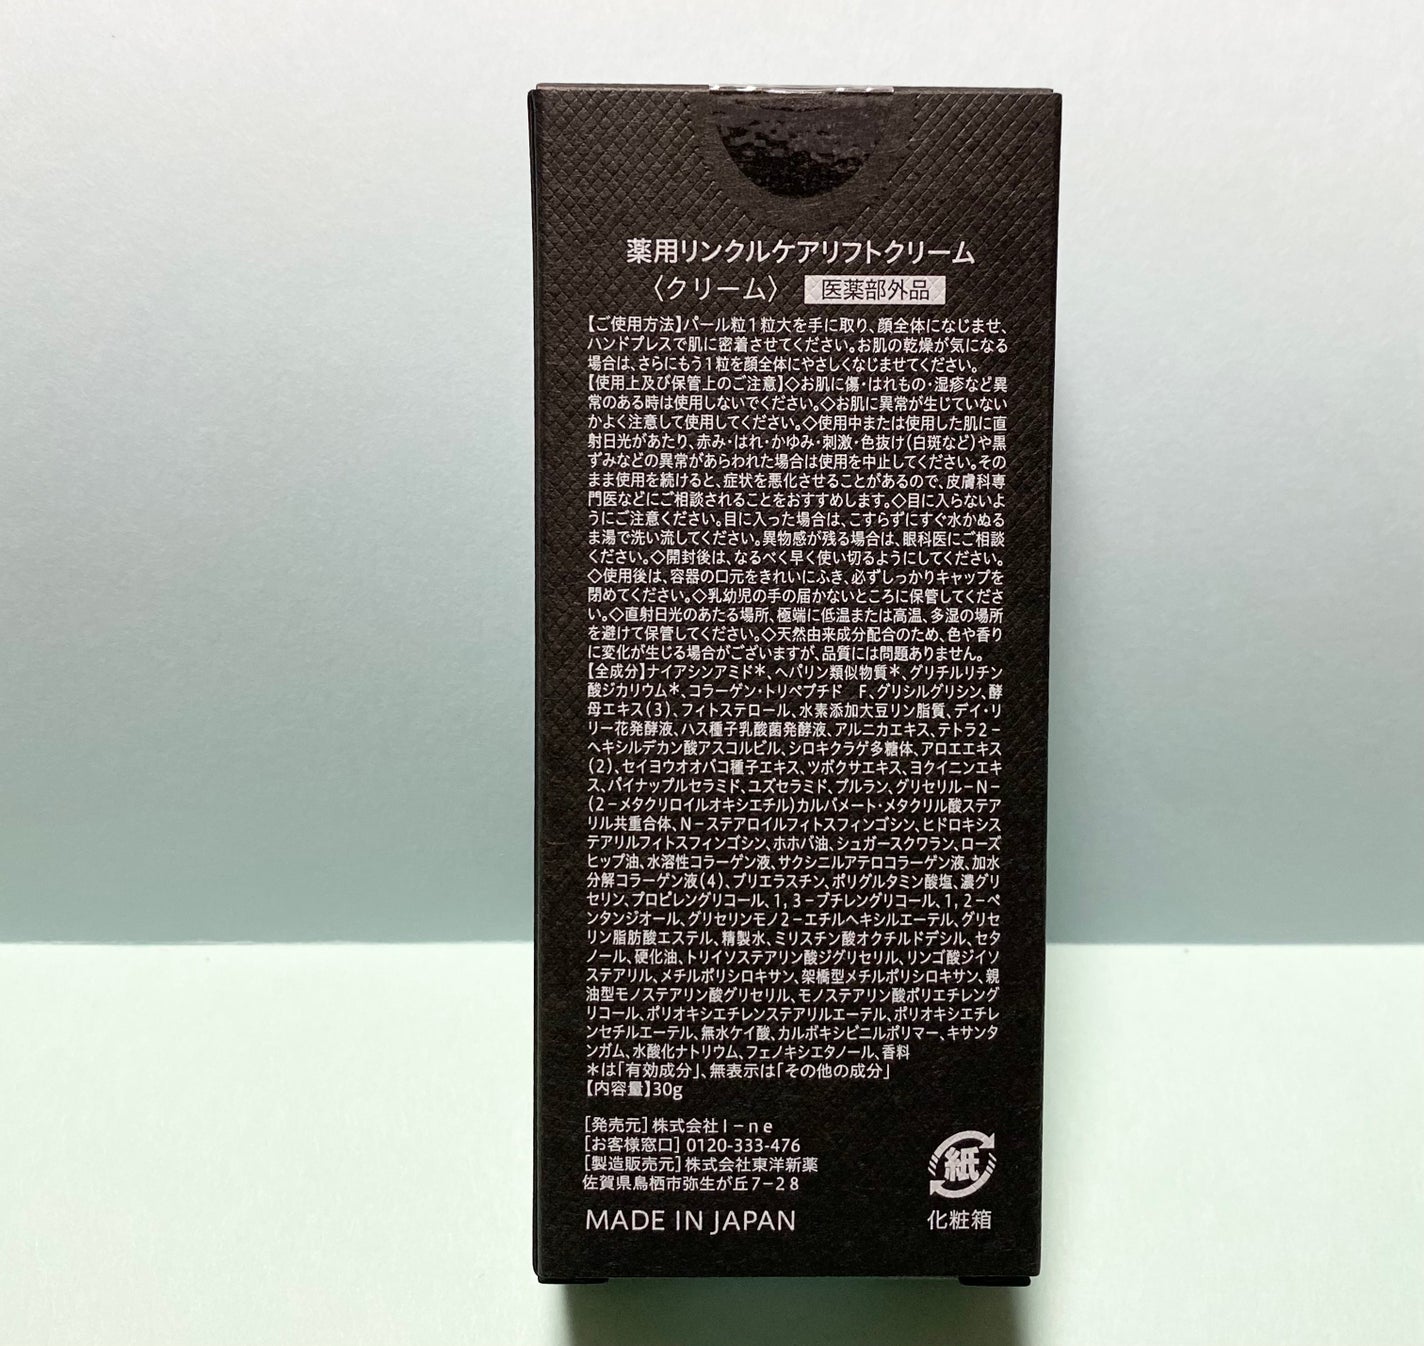 薬用リンクルケアリフトクリーム
〈クリーム〉 医薬部外品
【ご使用方法】パール粒1粒大を手に取り、顔全体になじませ、
ハンドプレスで肌に密着させてください。お肌の乾燥が気になる
場合は、さらにもう1粒を顔全体にやさしくなじませてください。
【使用上及び保管上のご注意】◇お肌に傷・はれもの・湿疹など異
常のある時は使用しないでください。◇お肌に異常が生じていない
かよく注意して使用してください。◇使用中または使用した肌に直
射日光があたり、赤み・はれ・かゆみ・刺激・色抜け(白斑など)や黒
ずみなどの異常があらわれた場合は使用を中止してください。その
まま使用を続けると、症状を悪化させることがあるので、皮膚科専
門医などにご相談されることをおすすめします。◇目に入らないよ
うにご注意ください。目に入った場合は、こすらずにすぐ水かぬる
ま湯で洗い流してください。異物感が残る場合は、眼科医にご相談
ください。◇開封後は、なるべく早く使い切るようにしてください。
◇使用後は、容器の口元をきれいにふき、必ずしっかりキャップを
閉めてください。◇乳幼児の手の届かないところに保管してくださ
い。◇直射日光のあたる場所、極端に低温または高温、多湿の場所
を避けて保管してください。◇天然由来成分配合のため、色や香り
に変化が生じる場合がございますが、品質には問題ありません。
【全成分】ナイアシンアミド＊、ヘパリン類似物質＊、グリチルリチン
酸ジカリウム＊、コラーゲン・トリペプチド　F、グリシルグリシン、酵
母エキス(3)、フィトステロール、水素添加大豆リン脂質、デイ・リ
リー花発酵液、ハス種子乳酸菌発酵液、アルニカエキス、テトラ2－
ヘキシルデカン酸アスコルビル、シロキクラゲ多糖体、アロエエキス
(2)、セイヨウオオバコ種子エキス、ツボクサエキス、ヨクイニンエキ
ス、パイナップルセラミド、ユズセラミド、プルラン、グリセリル－N－
(2－メタクリロイルオキシエチル)カルバメート・メタクリル酸ステア
リル共重合体、N－ステアロイルフィトスフィンゴシン、ヒドロキシス
テアリルフィトスフィンゴシン、ホホバ油、シュガースクワラン、ローズ
ヒップ油、水溶性コラーゲン液、サクシニルアテロコラーゲン液、加水
分解コラーゲン液(4)、プリエラスチン、ポリグルタミン酸塩、濃グリ
セリン、プロピレングリコール、1,3－ブチレングリコール、1,2－ペ
ンタンジオール、グリセリンモノ2－エチルヘキシルエーテル、グリセ
リン脂肪酸エステル、精製水、ミリスチン酸オクチルドデシル、セタ
ノール、硬化油、トリイソステアリン酸ジグリセリル、リンゴ酸ジイソ
ステアリル、メチルポリシロキサン、架橋型メチルポリシロキサン、親
油型モノステアリン酸グリセリル、モノステアリン酸ポリエチレング
リコール、ポリオキシエチレンステアリルエーテル、ポリオキシエチレ
ンセチルエーテル、無水ケイ酸、カルボキシビニルポリマー、キサンタ
ンガム、水酸化ナトリウム、フェノキシエタノール、香料
＊は「有効成分」、無表示は「その他の成分」
【内容量】30g
[発売元]株式会社I－ne
[お客様窓口]0120-333-476
[製造販売元]株式会社東洋新薬
佐賀県鳥栖市弥生が丘7－28
MADE IN JAPAN
紙
化粧箱